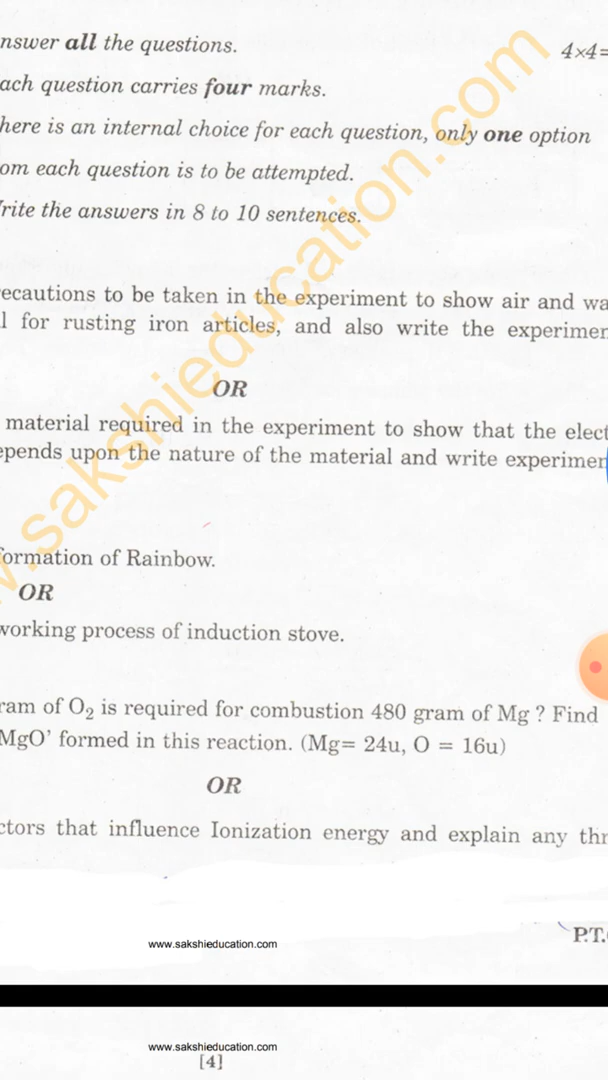 nswer all the questions.
4×4=
ach question carries four marks.
here is an internal choice for each question, only one option
om each question is to be attempted.
rite the answers in 8 to 10 sentences.
ecautions to be taken in the experiment to show air and wa
l for rusting iron articles, and also write the experimen
OR
material required in the experiment to show that the elect
epends upon the nature of the material and write experimen
formation of Rainbow.
OR
working process of induction stove.
ram of O₂ is required for combustion 480 gram of Mg ? Find
MgO’ formed in this reaction. (Mg= 24u, O = 16u)
OR
ctors that influence Ionization energy and explain any thr
.sakshieducation.com
www.sakshieducation.com
P.T.
www.sakshieducation.com
[4]